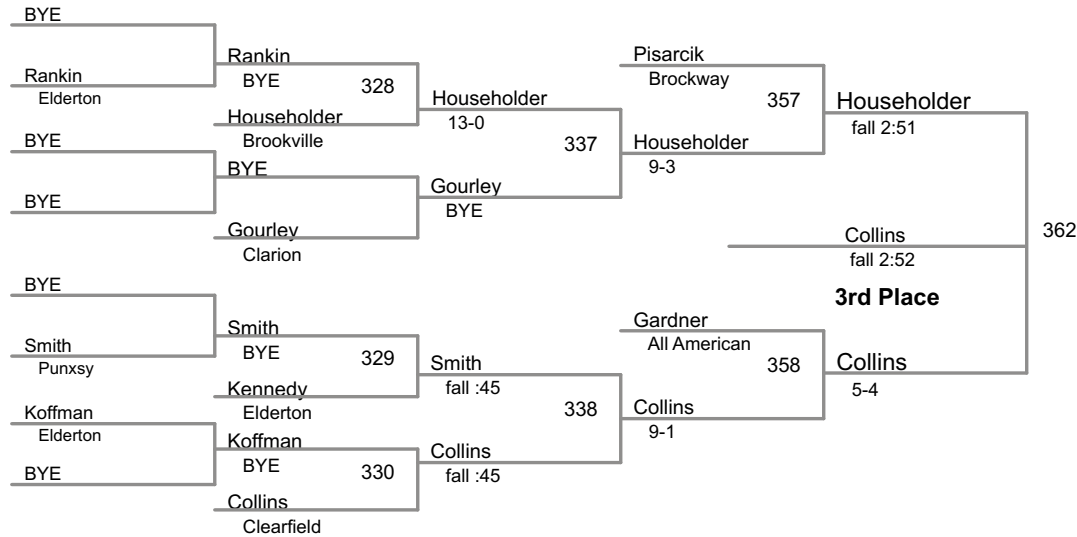 BYE
Rankin
Elderton
BYE
BYE
BYE
Smith
Punxsy
Koffman
Elderton
BYE
Rankin
BYE
328
Householder
Brookville
BYE
Gourley
Clarion
Smith
BYE
329
Kennedy
Elderton
Koffman
BYE
330
Collins
Clearfield
Householder
13-0
337
Gourley
BYE
Smith
fall :45
338
Collins
fall :45
Pisarcik
Brockway
357
Householder
9-3
Gardner
All American
358
Collins
9-1
Householder
fall 2:51
Collins
fall 2:52
362
3rd Place
Collins
5-4